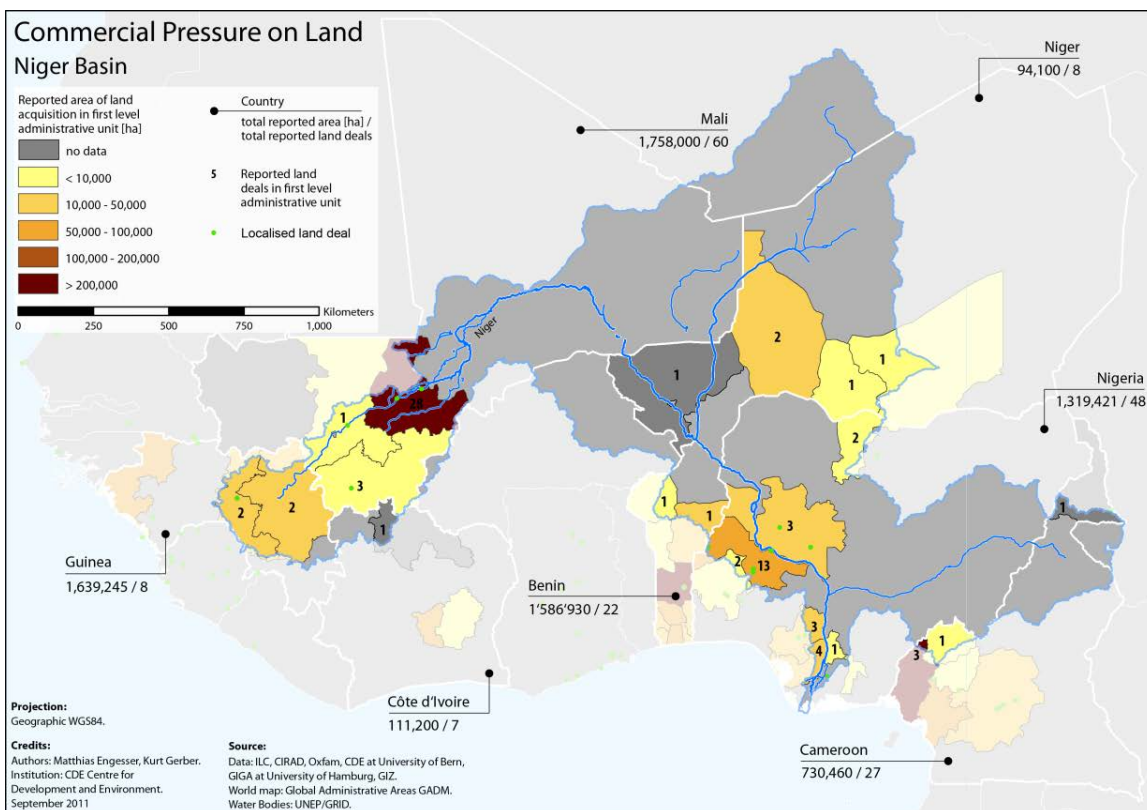 Commercial Pressure on Land
Niger Basin
Reported area of land
acquisition in first level
administrative unit [ha]
no data
< 10,000
10,000 - 50,000
50,000 - 100,000
100,000 - 200,000
> 200,000
Country
total reported area [ha] /
total reported land deals
5 Reported land
deals in first level
administrative unit
Localised land deal
Kilometers
0 250 500 750 1,000
Niger
94,100 / 8
Mali
1,758,000 / 60
Niger
2
1
1
1
28
1
Nigeria
1,319,421 / 48
2
3
2
2
1
1
1
3
1
1
Guinea
1,639,245 / 8
2
13
Benin
1'586'930 / 22
3
4
1
1
3
Côte d'Ivoire
111,200 / 7
Cameroon
730,460 / 27
Projection:
Geographic WGS84.
Credits:
Authors: Matthias Engesser, Kurt Gerber.
Institution: CDE Centre for
Development and Environment.
September 2011
Source:
Data: ILC, CIRAD, Oxfam, CDE at University of Bern,
GIGA at University of Hamburg, GIZ.
World map: Global Administrative Areas GADM.
Water Bodies: UNEP/GRID.